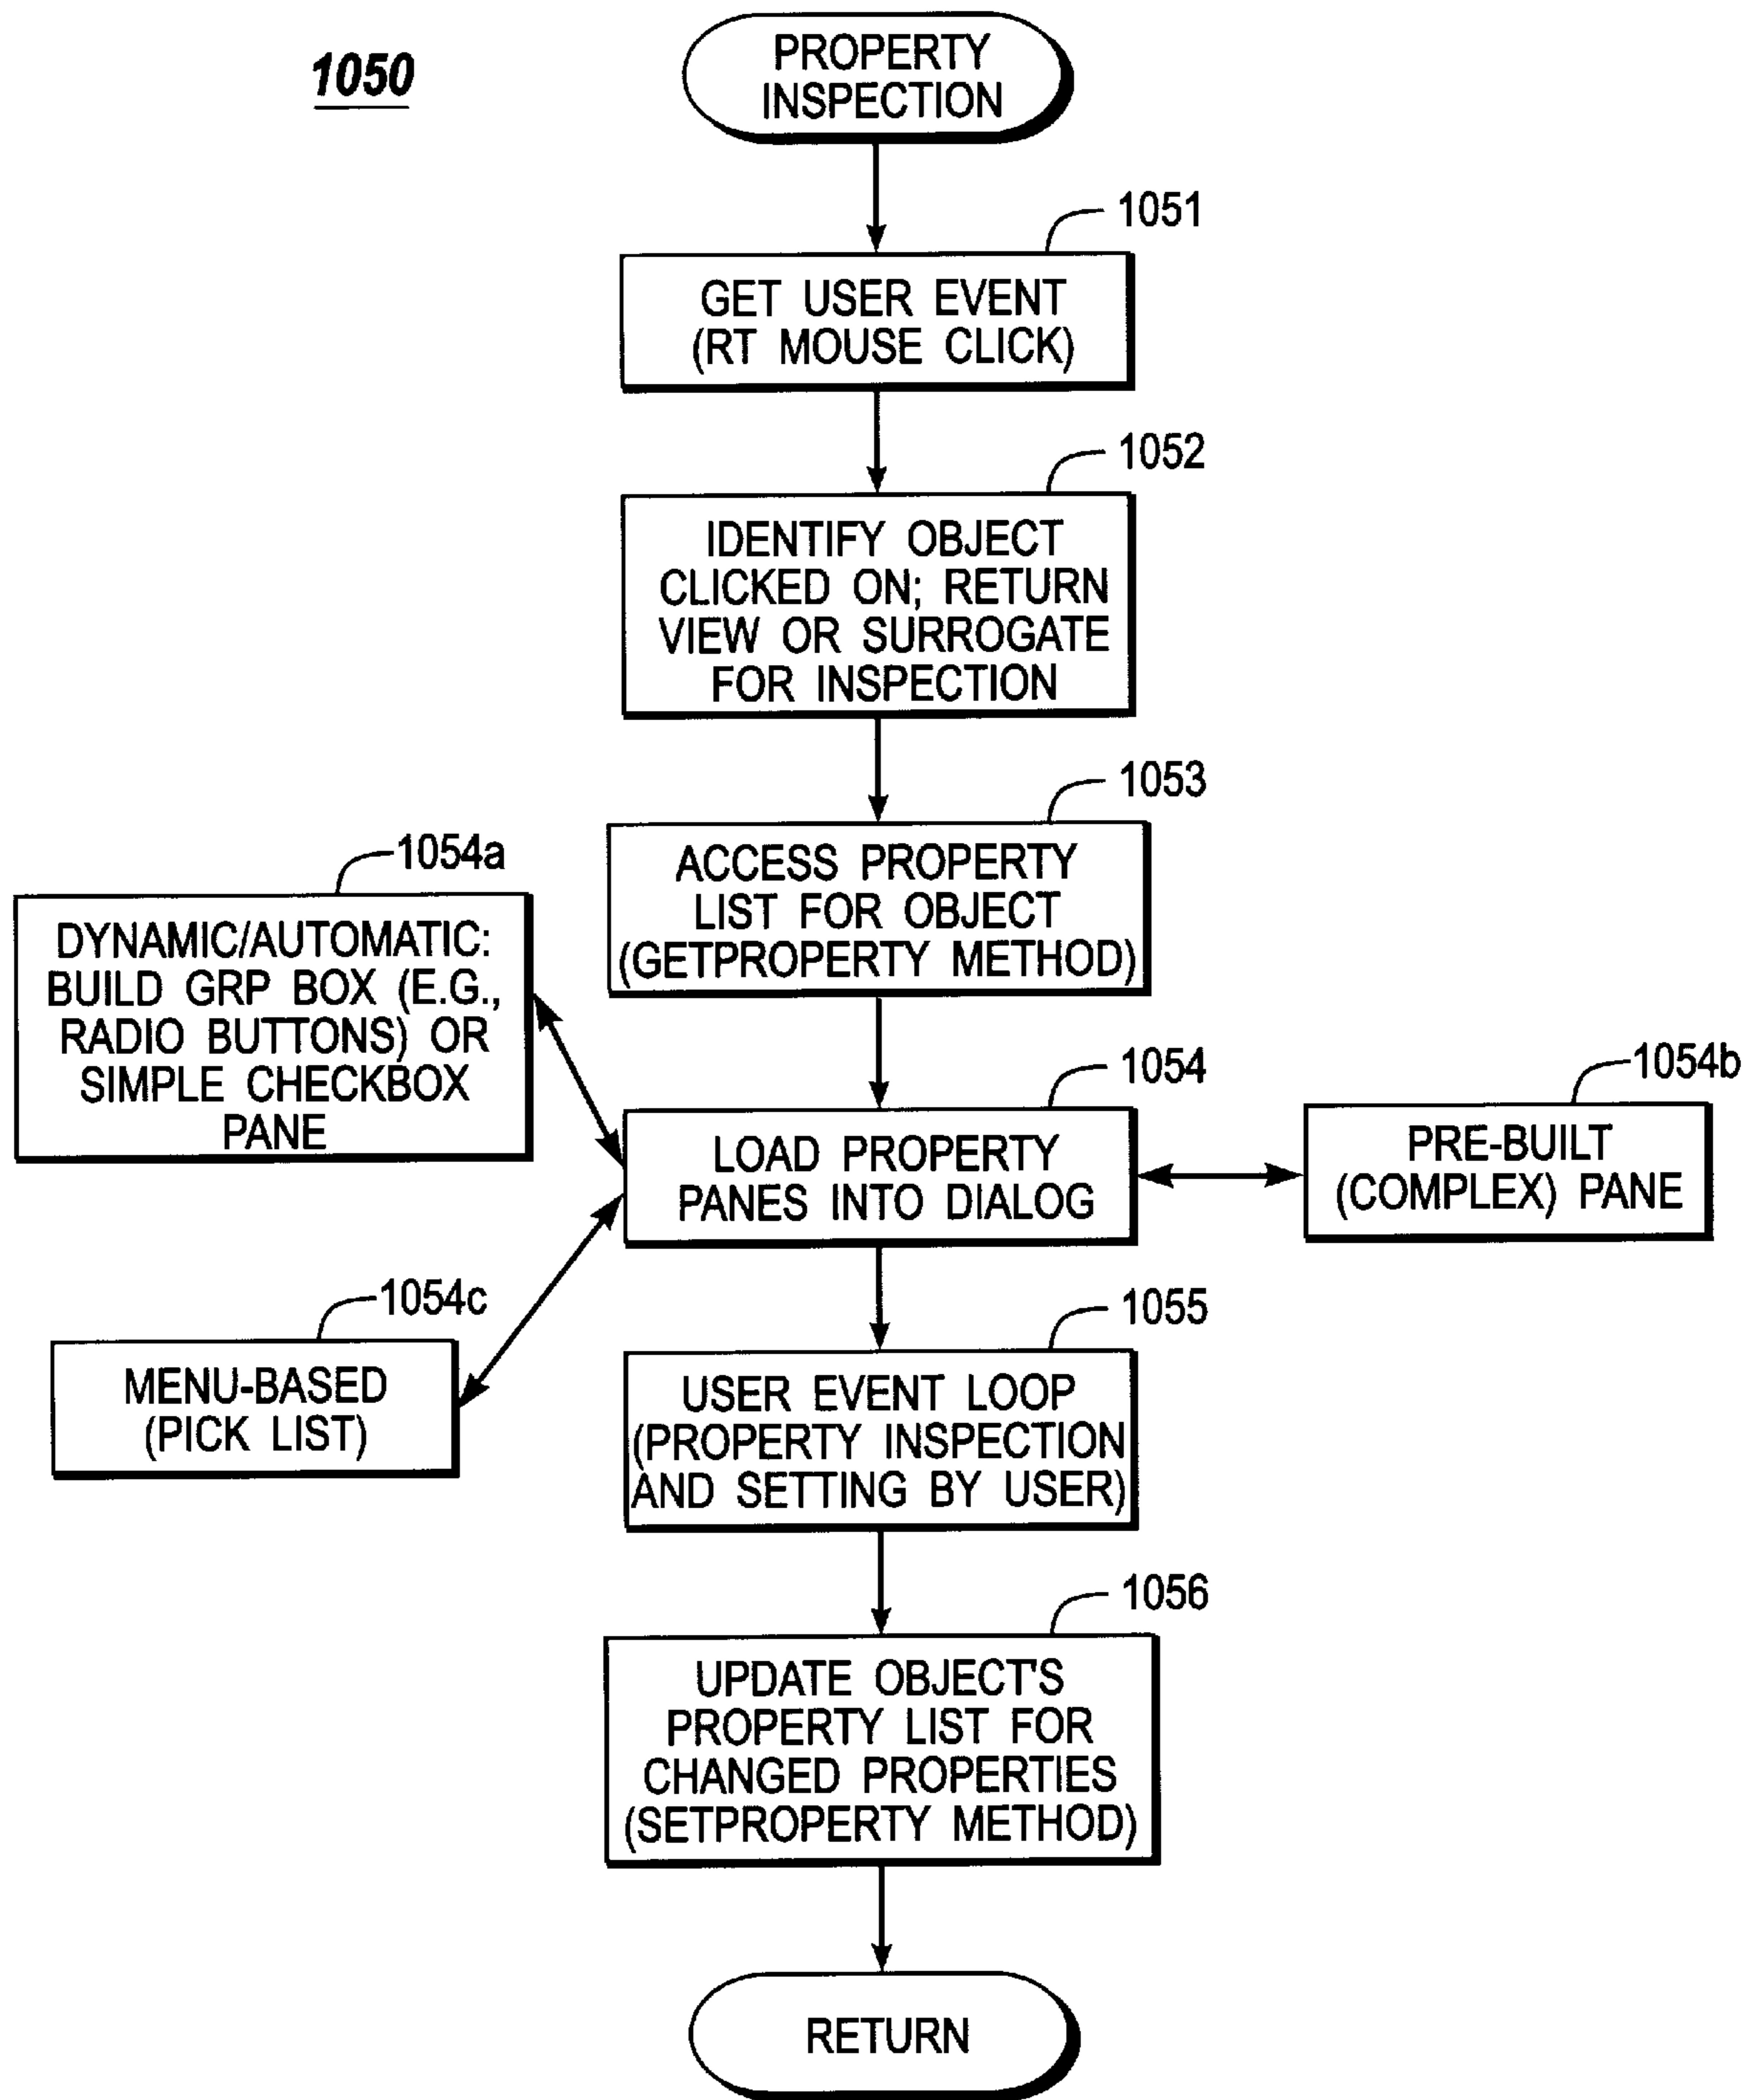 1050
PROPERTY
INSPECTION
1051
GET USER EVENT
(RT MOUSE CLICK)
1052
IDENTIFY OBJECT
CLICKED ON; RETURN
VIEW OR SURROGATE
FOR INSPECTION
1053
ACCESS PROPERTY
LIST FOR OBJECT
(GETPROPERTY METHOD)
1054a
DYNAMIC/AUTOMATIC:
BUILD GRP BOX (E.G.,
RADIO BUTTONS) OR
SIMPLE CHECKBOX
PANE
1054
LOAD PROPERTY
PANES INTO DIALOG
1054b
PRE-BUILT
(COMPLEX) PANE
1054c
MENU-BASED
(PICK LIST)
1055
USER EVENT LOOP
(PROPERTY INSPECTION
AND SETTING BY USER)
1056
UPDATE OBJECT'S
PROPERTY LIST FOR
CHANGED PROPERTIES
(SETPROPERTY METHOD)
RETURN